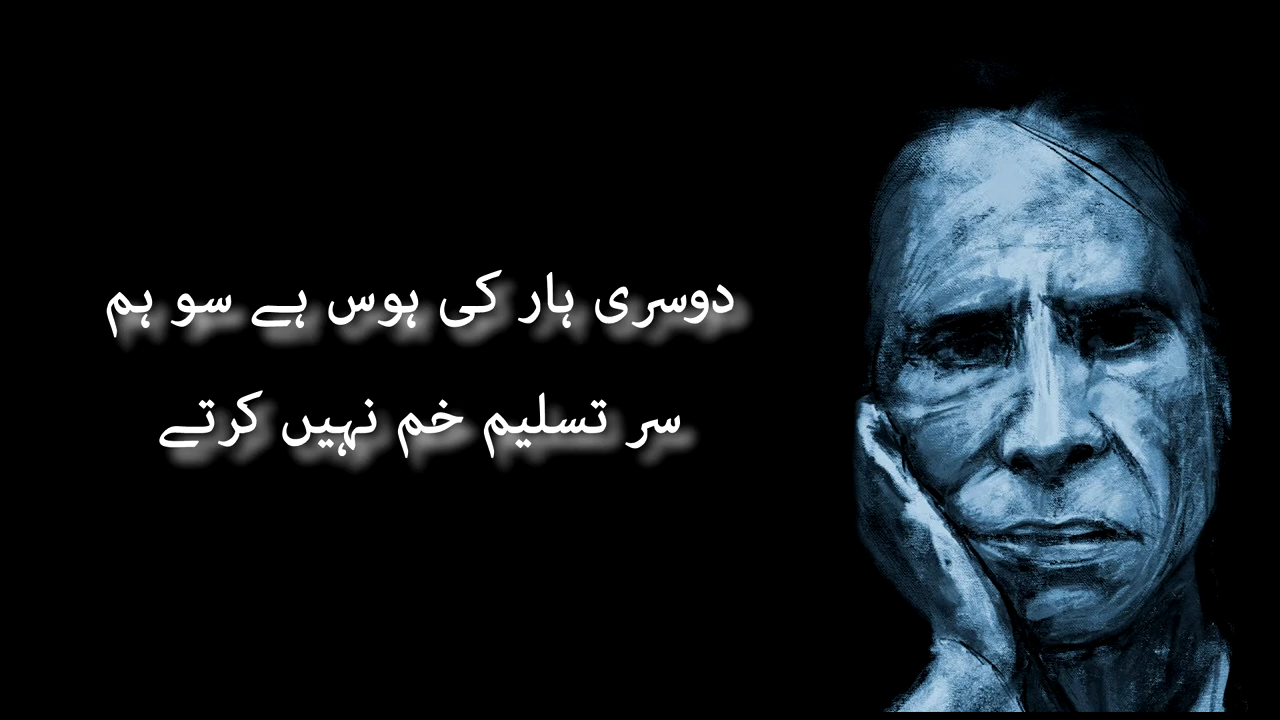 دوسری ہار کی ہوس ہے سو ہم
سر تسلیم خم نہیں کرتے